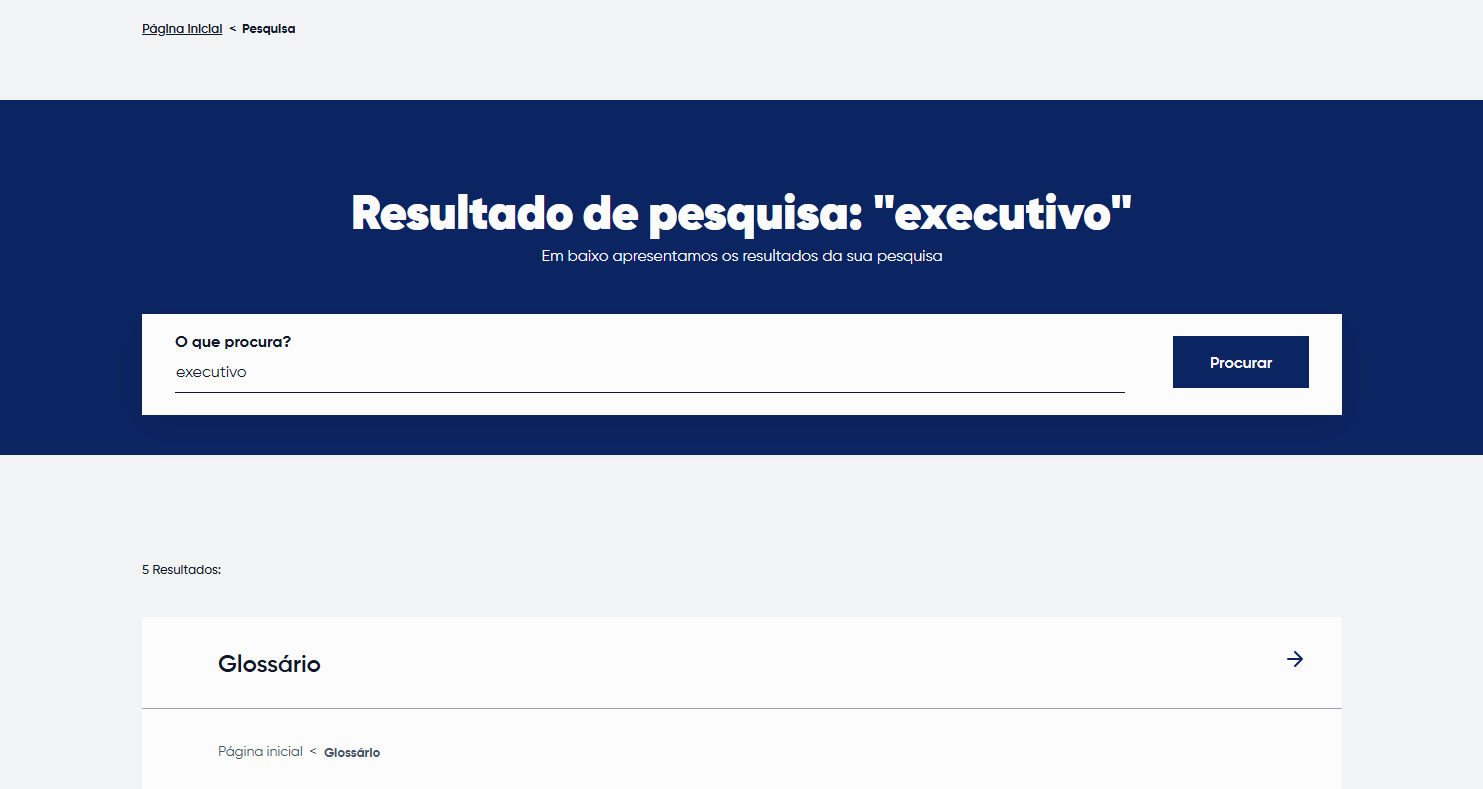 Página inicial < Pesquisa
Resultado de pesquisa: "executivo"
Em baixo apresentamos os resultados da sua pesquisa
O que procura?
executivo
Procurar
5 Resultados:
Glossário
Página inicial < Glossário